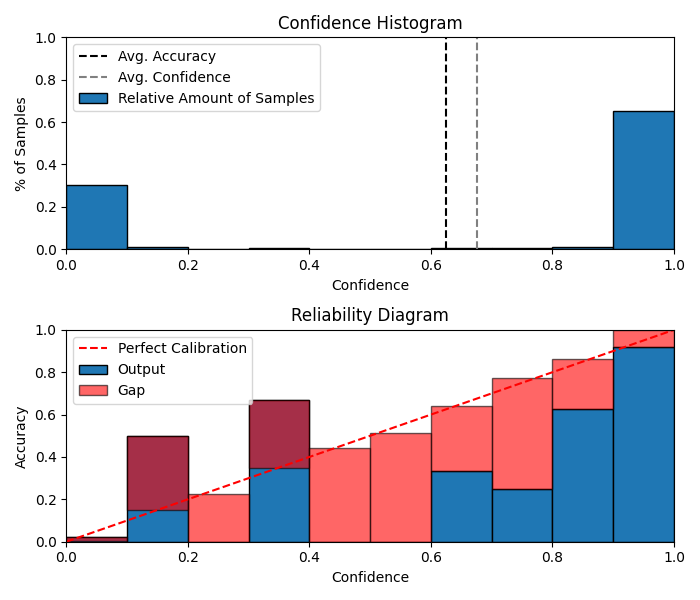 Confidence Histogram
1.0
0.8
0.6
0.4
0.2
0.0
% of Samples
Avg. Accuracy
Avg. Confidence
Relative Amount of Samples
0.0 0.2 0.4 0.6 0.8 1.0
Confidence
Reliability Diagram
1.0
0.8
0.6
0.4
0.2
0.0
Accuracy
Perfect Calibration
Output
Gap
0.0 0.2 0.4 0.6 0.8 1.0
Confidence